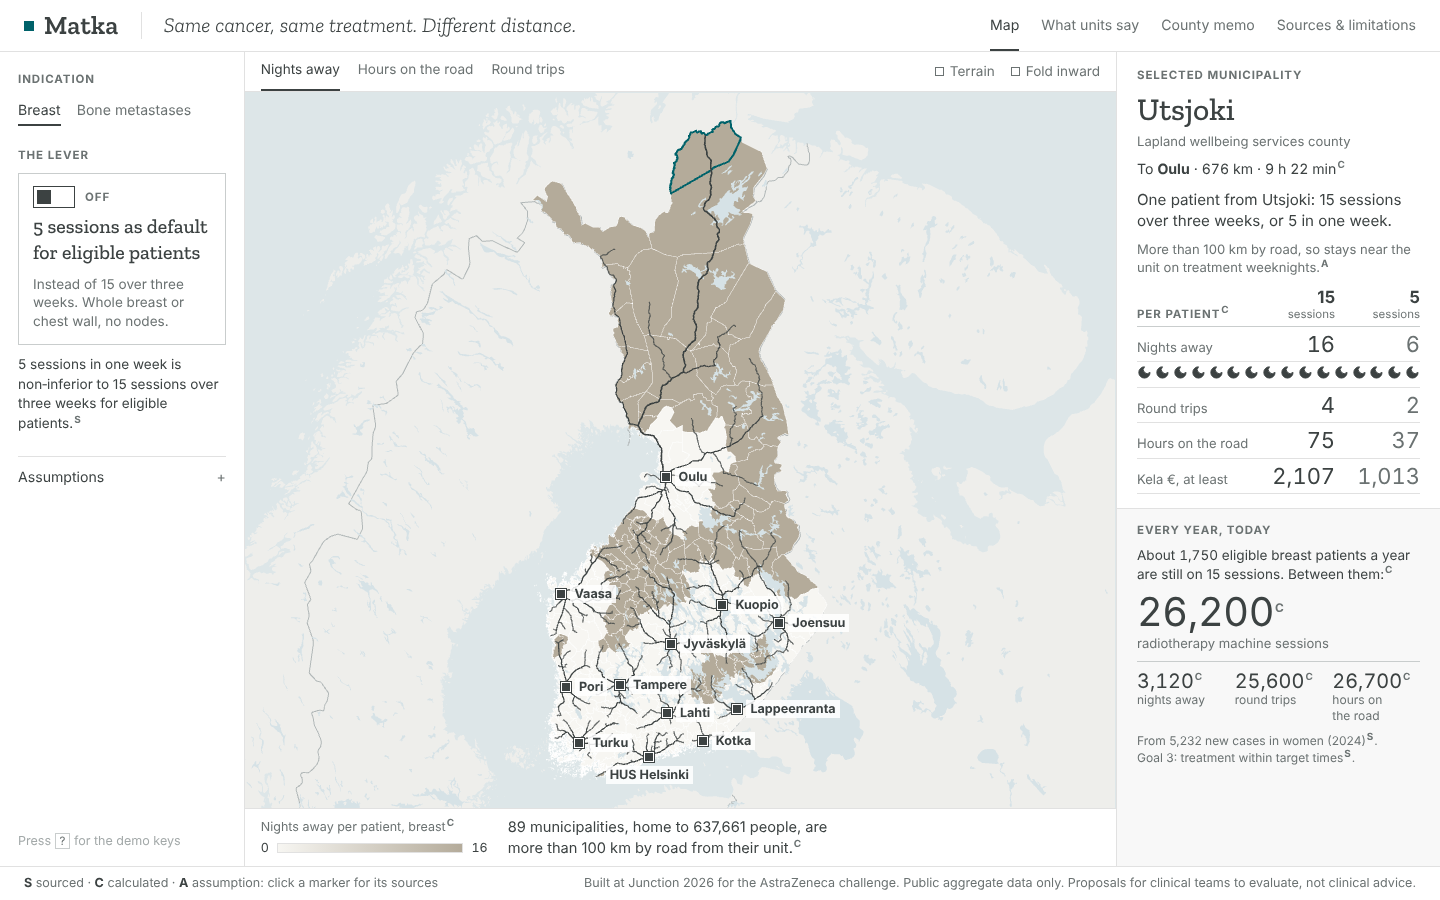 Matka
Same cancer, same treatment. Different distance.
Map
What units say
County memo
Sources & limitations
INDICATION
Breast
Bone metastases
THE LEVER
OFF
5 sessions as default
for eligible patients
Instead of 15 over three
weeks. Whole breast or
chest wall, no nodes.
5 sessions in one week is
non-inferior to 15 sessions over
three weeks for eligible
patients.S
Assumptions +
Press ? for the demo keys
Nights away
Hours on the road
Round trips
Terrain
Fold inward
Oulu
Vaasa
Kuopio
Joensuu
Jyväskylä
Pori
Tampere
Lappeenranta
Lahti
Turku
Kotka
HUS Helsinki
Nights away per patient, breastC
0 16
89 municipalities, home to 637,661 people, are
more than 100 km by road from their unit.C
SELECTED MUNICIPALITY
Utsjoki
Lapland wellbeing services county
To Oulu · 676 km · 9 h 22 minC
One patient from Utsjoki: 15 sessions
over three weeks, or 5 in one week.
More than 100 km by road, so stays near the
unit on treatment weeknights.A
PER PATIENTC 15 sessions 5 sessions
Nights away 16 6
Round trips 4 2
Hours on the road 75 37
Kela €, at least 2,107 1,013
EVERY YEAR, TODAY
About 1,750 eligible breast patients a year
are still on 15 sessions. Between them:C
26,200C
radiotherapy machine sessions
3,120C 25,600C 26,700C
nights away round trips hours on
the road
From 5,232 new cases in women (2024)S.
Goal 3: treatment within target timesS.
S sourced · C calculated · A assumption: click a marker for its sources
Built at Junction 2026 for the AstraZeneca challenge. Public aggregate data only. Proposals for clinical teams to evaluate, not clinical advice.